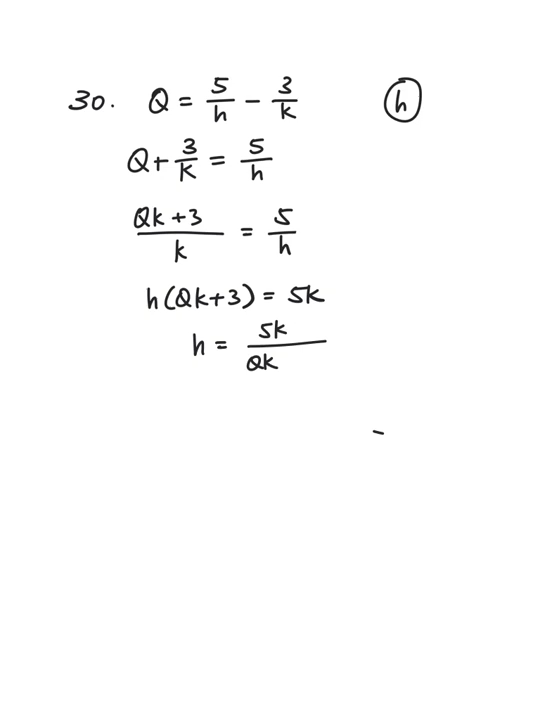 30. Q = 5/h - 3/k (h)
Q + 3/k = 5/h
(Qk + 3)/k = 5/h
h(Qk+3) = 5k
h = 5k/Qk
-